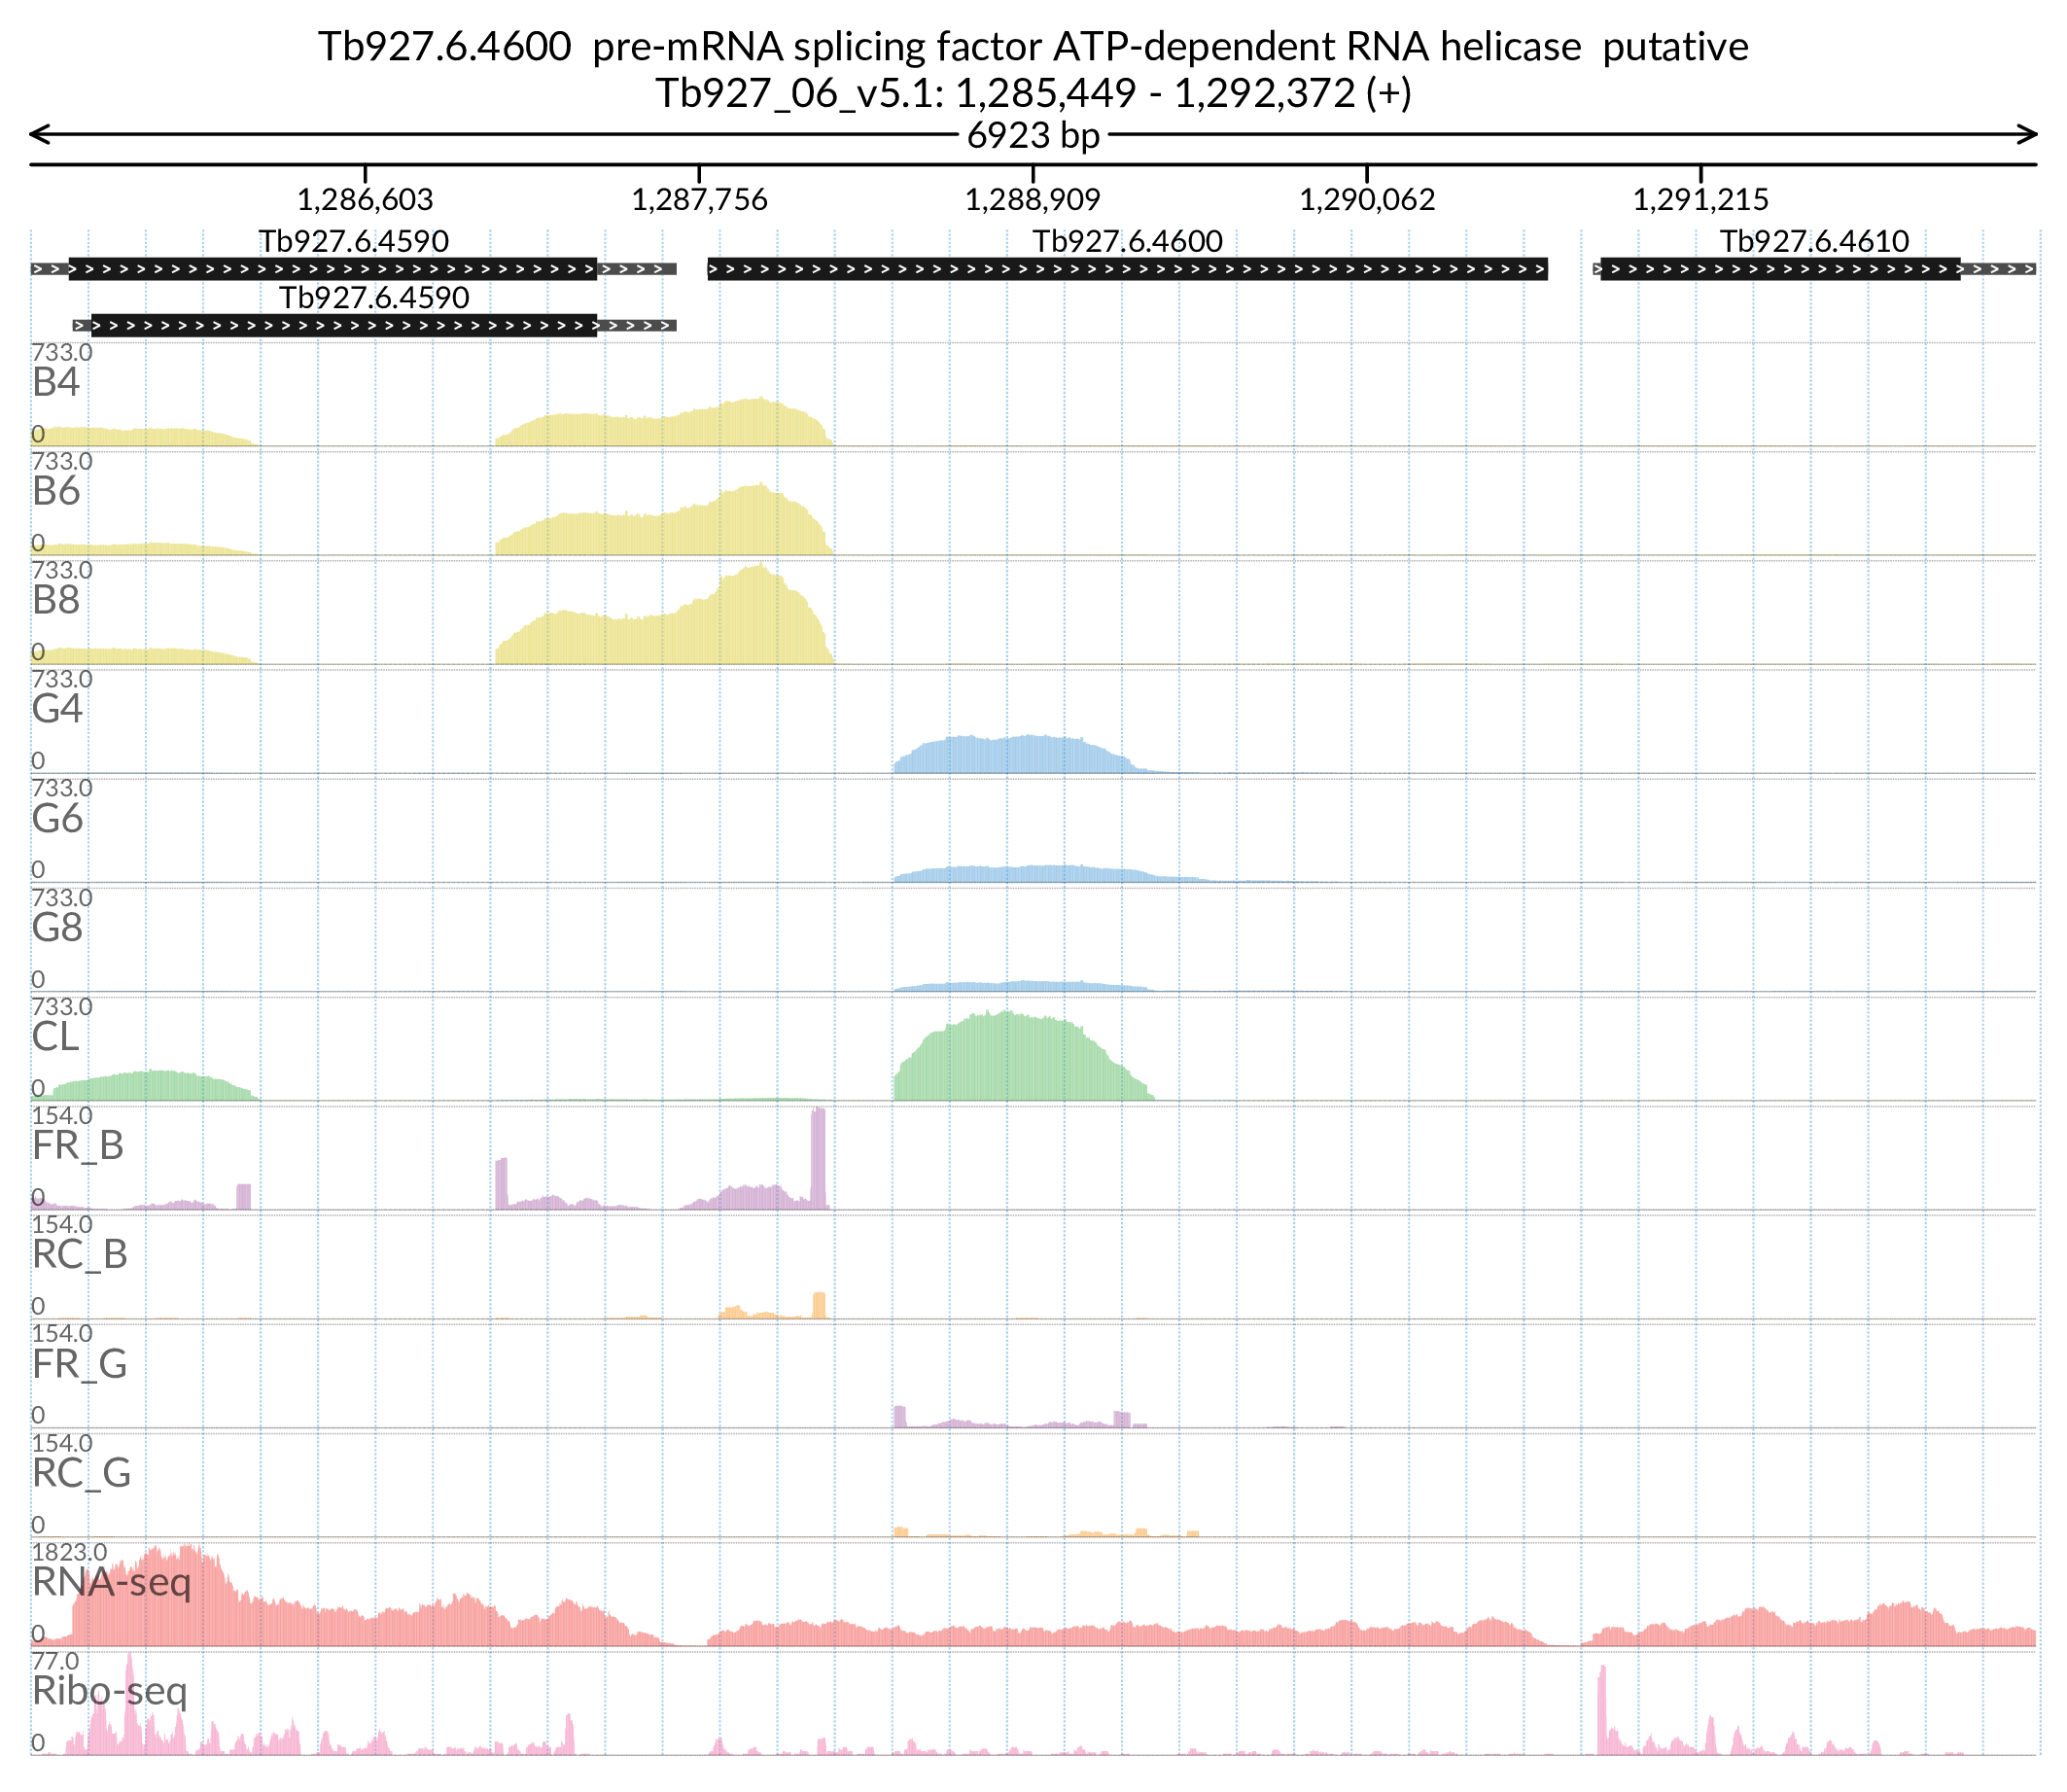 Tb927.6.4600  pre-mRNA splicing factor ATP-dependent RNA helicase  putative
Tb927_06_v5.1: 1,285,449 - 1,292,372 (+)
6923 bp
1,286,603 1,287,756 1,288,909 1,290,062 1,291,215
Tb927.6.4590 Tb927.6.4600 Tb927.6.4610
Tb927.6.4590
733.0
B4
0
733.0
B6
0
733.0
B8
0
733.0
G4
0
733.0
G6
0
733.0
G8
0
733.0
CL
0
154.0
FR_B
0
154.0
RC_B
0
154.0
FR_G
0
154.0
RC_G
0
1823.0
RNA-seq
0
77.0
Ribo-seq
0